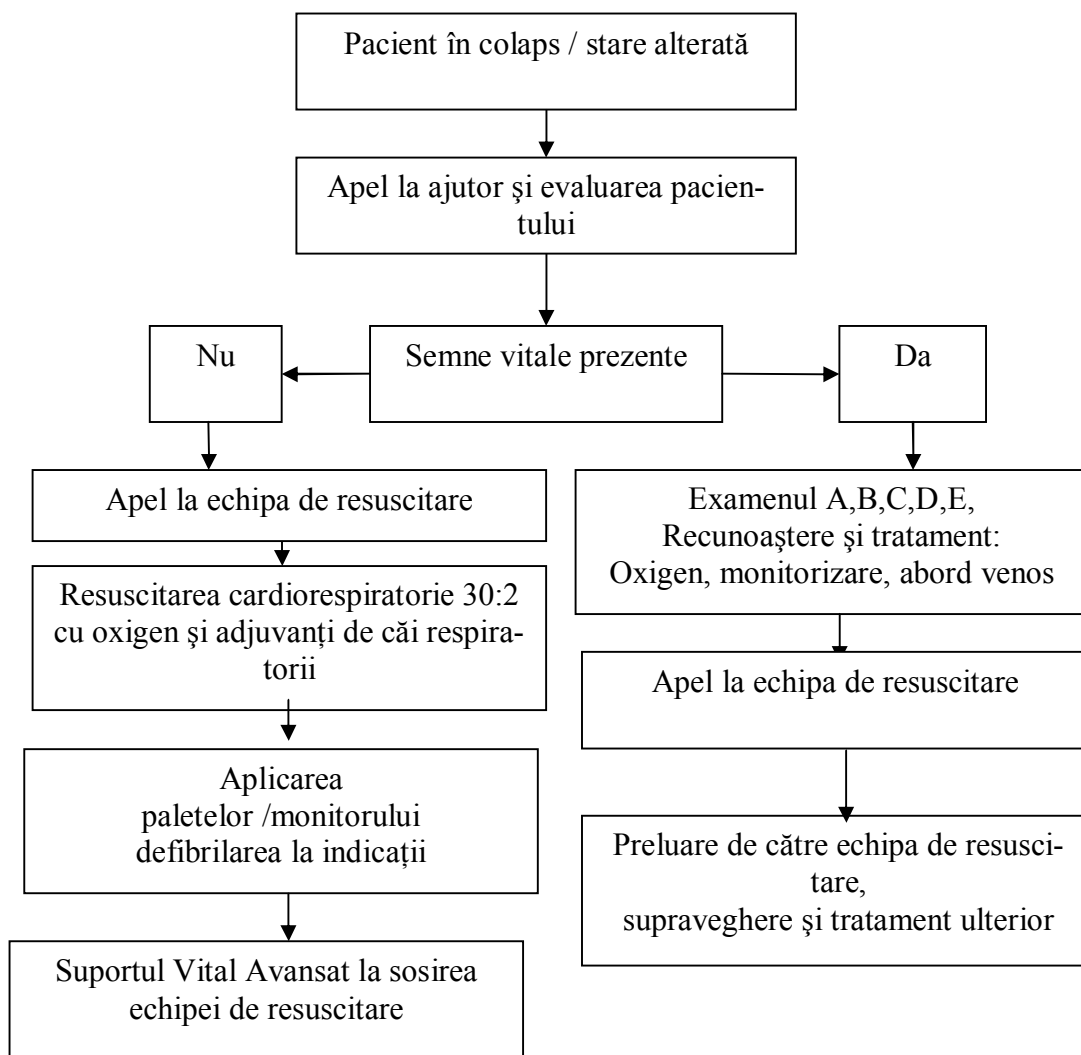 Pacient în colaps / stare alterată
Apel la ajutor şi evaluarea pacien-
tului
Nu
Semne vitale prezente
Da
Apel la echipa de resuscitare
Resuscitarea cardiorespiratorie 30:2
cu oxigen şi adjuvanți de căi respira-
torii
Aplicarea
paletelor /monitorului
defibrilarea la indicații
Suportul Vital Avansat la sosirea
echipei de resuscitare
Examenul A,B,C,D,E,
Recunoaştere şi tratament:
Oxigen, monitorizare, abord venos
Apel la echipa de resuscitare
Preluare de către echipa de resusci-
tare,
supraveghere şi tratament ulterior